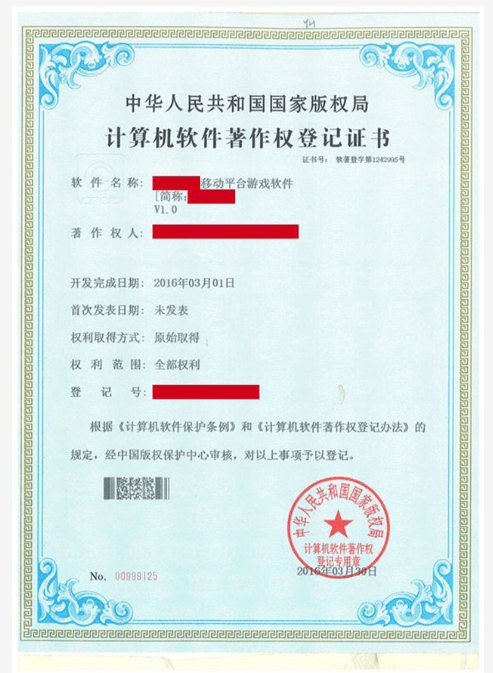 中华人民共和国国家版权局
计算机软件著作权登记证书
证书号： 软著登字第1242995号
软件名称： 移动平台游戏软件
[简称：
V1.0
著作权人：
开发完成日期： 2016年03月01日
首次发表日期： 未发表
权利取得方式： 原始取得
权利范围： 全部权利
登记号：
根据《计算机软件保护条例》和《计算机软件著作权登记办法》的
规定，经中国版权保护中心审核，对以上事项予以登记。
中华人民共和国国家版权局
计算机软件著作权
登记专用章
No. 00999125
2016年03月30日